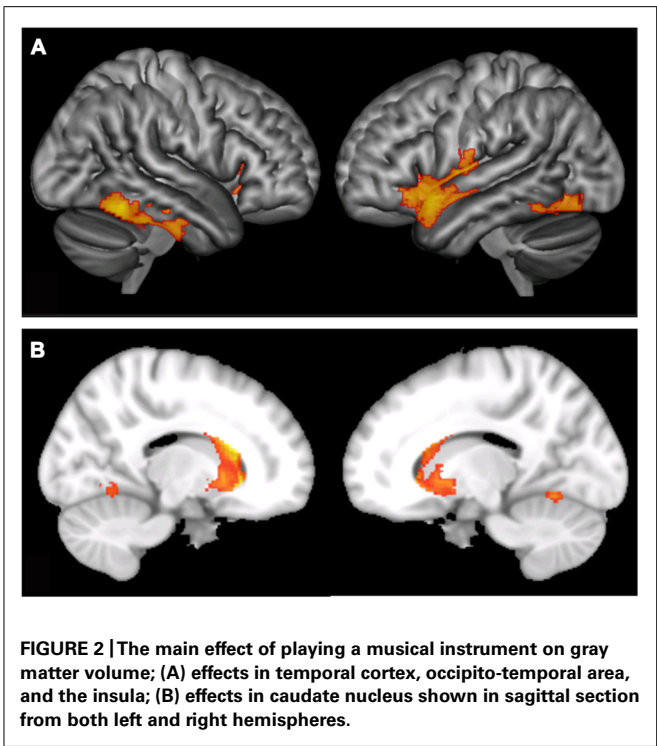 A
B
FIGURE 2 | The main effect of playing a musical instrument on gray
matter volume; (A) effects in temporal cortex, occipito-temporal area,
and the insula; (B) effects in caudate nucleus shown in sagittal section
from both left and right hemispheres.